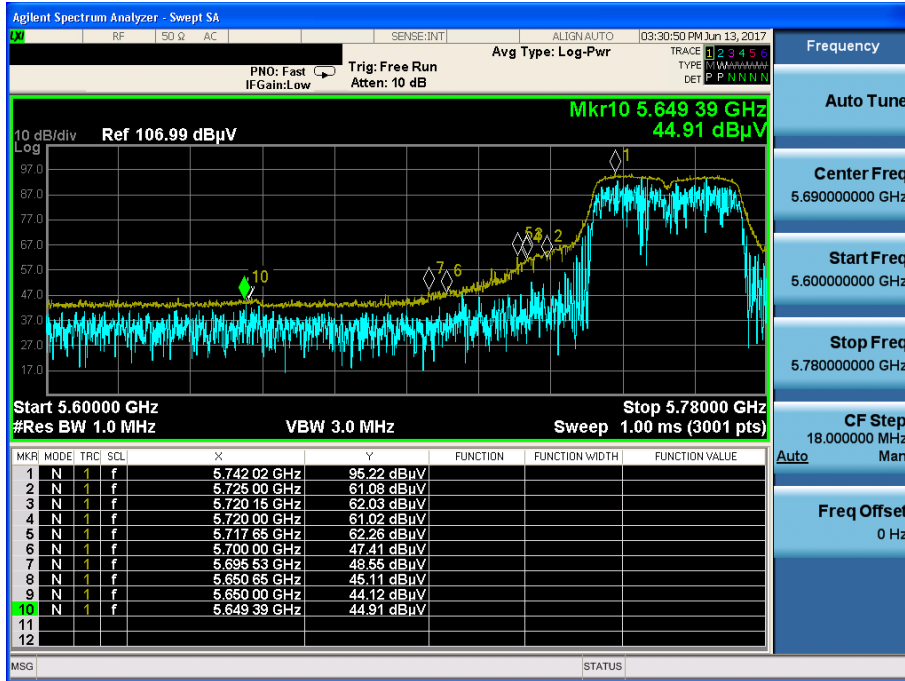 Agilent Spectrum Analyzer - Swept SA
LXI RF 50 Ω AC SENSE:INT ALIGN AUTO 03:30:50 PM Jun 13, 2017
PNO: Fast
IFGain:Low
Trig: Free Run
Atten: 10 dB
Avg Type: Log-Pwr
TRACE 1 2 3 4 5 6
TYPE M WWWWW
DET P P N N N N
Mkr10 5.649 39 GHz
44.91 dBµV
10 dB/div Ref 106.99 dBµV
Log
97.0
87.0
77.0
67.0
57.0
47.0
37.0
27.0
17.0
1
2
5
7
6
10
Start 5.60000 GHz Stop 5.78000 GHz
#Res BW 1.0 MHz VBW 3.0 MHz Sweep 1.00 ms (3001 pts)
MKR MODE TRC SCL X Y FUNCTION FUNCTION WIDTH FUNCTION VALUE
1 N 1 f 5.742 02 GHz 95.22 dBµV
2 N 1 f 5.725 00 GHz 61.08 dBµV
3 N 1 f 5.720 15 GHz 62.03 dBµV
4 N 1 f 5.720 00 GHz 61.02 dBµV
5 N 1 f 5.717 65 GHz 62.26 dBµV
6 N 1 f 5.700 00 GHz 47.41 dBµV
7 N 1 f 5.695 53 GHz 48.55 dBµV
8 N 1 f 5.650 65 GHz 45.11 dBµV
9 N 1 f 5.650 00 GHz 44.12 dBµV
10 N 1 f 5.649 39 GHz 44.91 dBµV
11
12
MSG STATUS
Frequency
Auto Tune
Center Freq
5.690000000 GHz
Start Freq
5.600000000 GHz
Stop Freq
5.780000000 GHz
CF Step
18.000000 MHz
Auto Man
Freq Offset
0 Hz